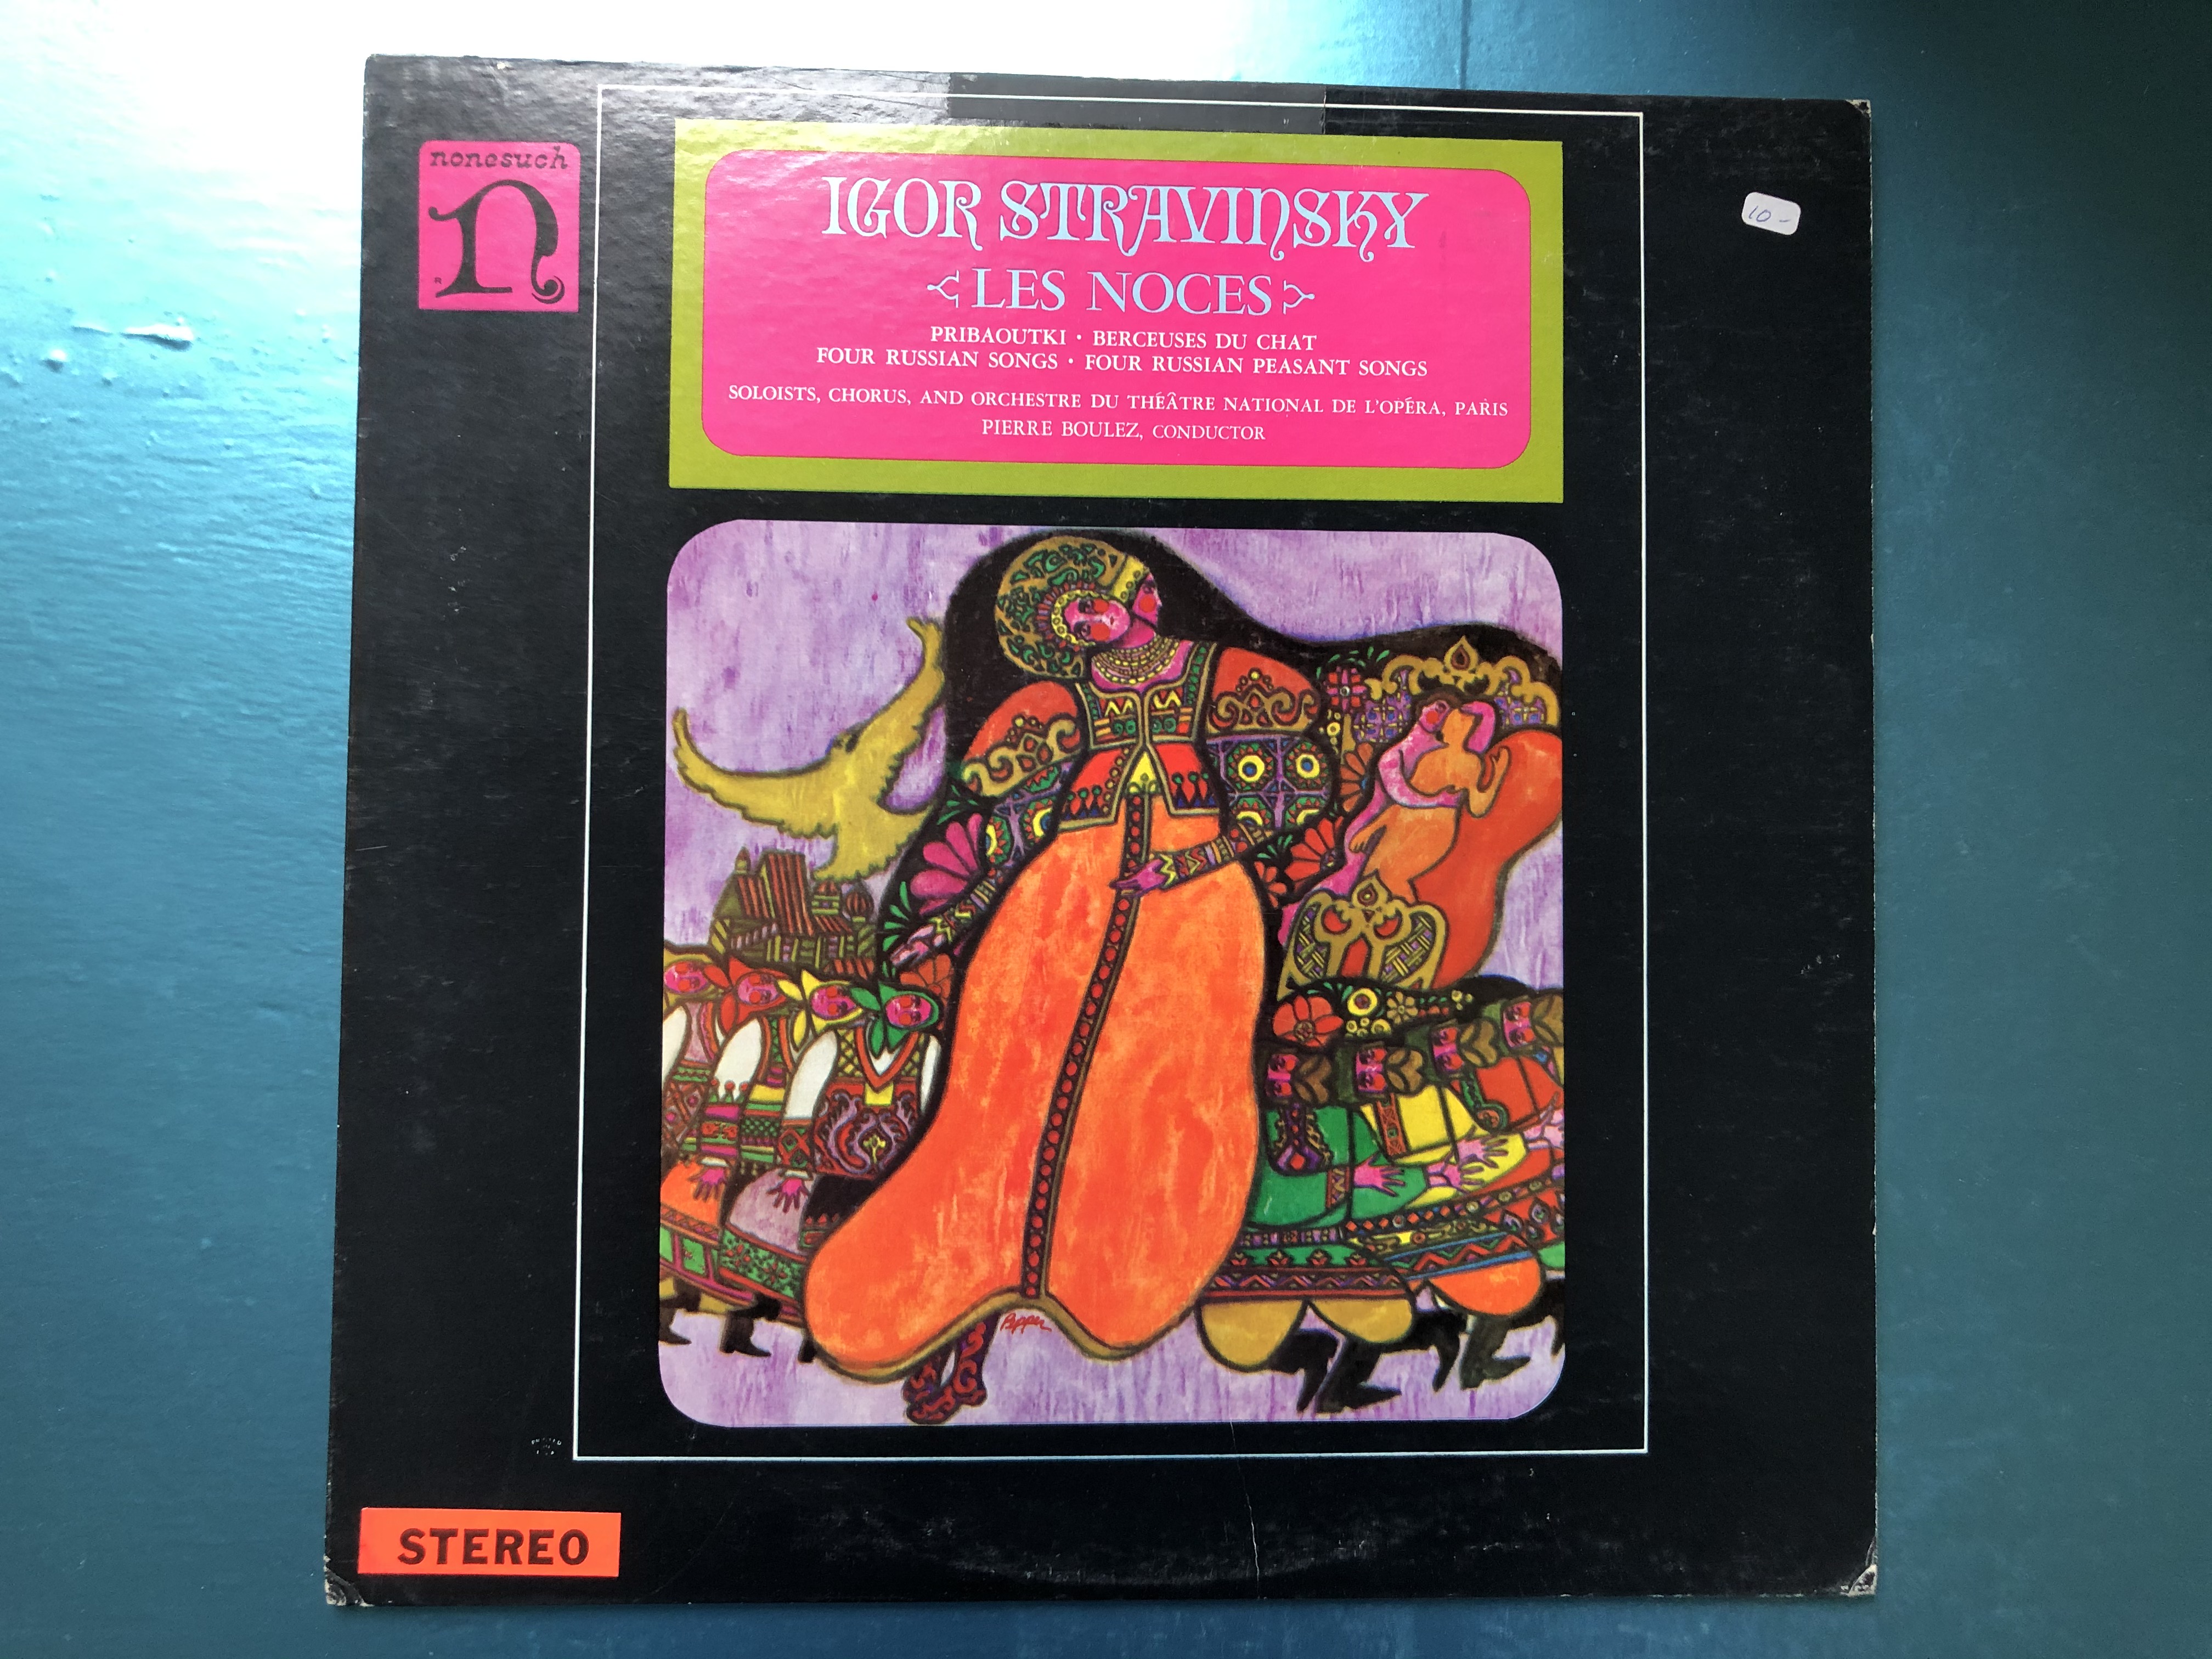 nonesuch
n
R
IGOR STRAVINSKY
LES NOCES
PRIBAOUTKI • BERCEUSES DU CHAT
FOUR RUSSIAN SONGS • FOUR RUSSIAN PEASANT SONGS
SOLOISTS, CHORUS, AND ORCHESTRE DU THÉÂTRE NATIONAL DE L'OPÉRA, PARIS
PIERRE BOULEZ, CONDUCTOR
10-
STEREO